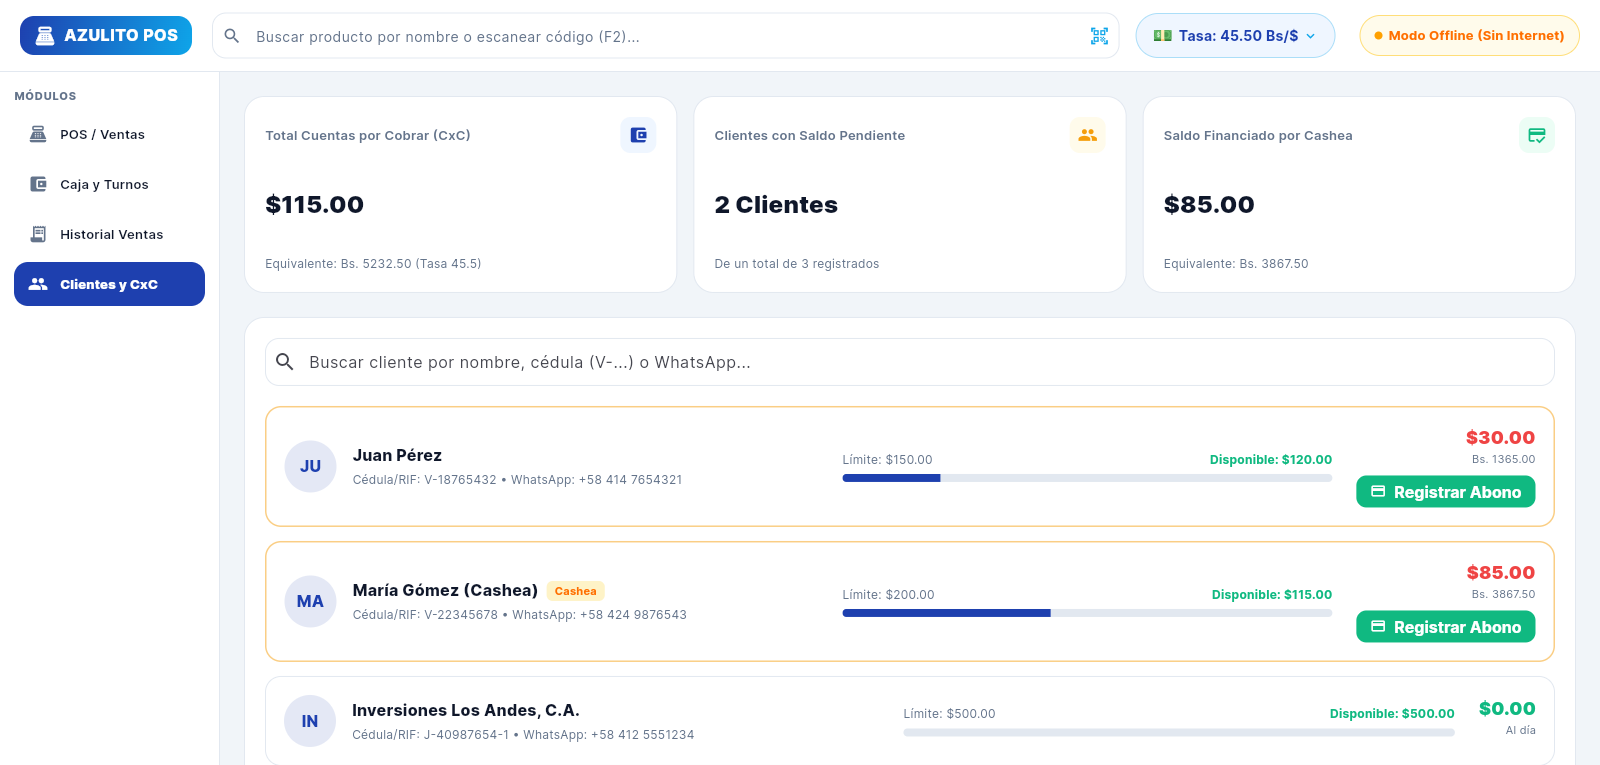 AZULITO POS
Buscar producto por nombre o escanear código (F2)...
Tasa: 45.50 Bs/$
Modo Offline (Sin Internet)
MÓDULOS
POS / Ventas
Caja y Turnos
Historial Ventas
Clientes y CxC
Total Cuentas por Cobrar (CxC)
$115.00
Equivalente: Bs. 5232.50 (Tasa 45.5)
Clientes con Saldo Pendiente
2 Clientes
De un total de 3 registrados
Saldo Financiado por Cashea
$85.00
Equivalente: Bs. 3867.50
Buscar cliente por nombre, cédula (V-...) o WhatsApp...
JU
Juan Pérez
Cédula/RIF: V-18765432 • WhatsApp: +58 414 7654321
Límite: $150.00
Disponible: $120.00
$30.00
Bs. 1365.00
Registrar Abono
MA
María Gómez (Cashea)
Cashea
Cédula/RIF: V-22345678 • WhatsApp: +58 424 9876543
Límite: $200.00
Disponible: $115.00
$85.00
Bs. 3867.50
Registrar Abono
IN
Inversiones Los Andes, C.A.
Cédula/RIF: J-40987654-1 • WhatsApp: +58 412 5551234
Límite: $500.00
Disponible: $500.00
$0.00
Al día